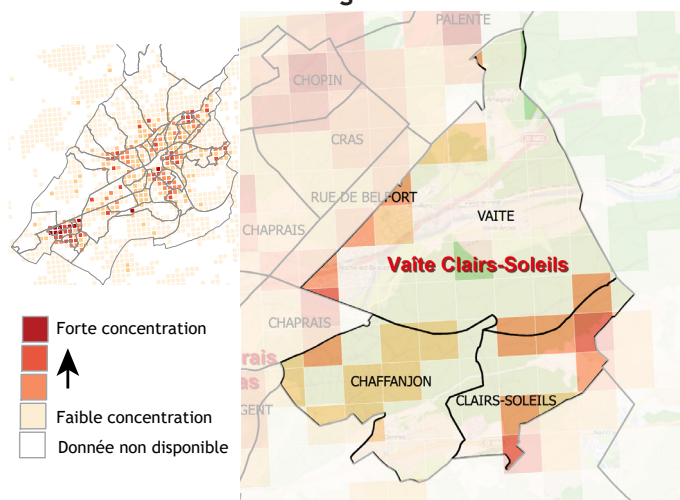 PALENTE
CHOPIN
CRAS
RUE DE BELFORT
VAITE
CHAPRAIS
Vaîte Clairs-Soleils
CHAPRAIS
CHAFFANJON
CLAIRS-SOLEILS
Forte concentration
Faible concentration
Donnée non disponible